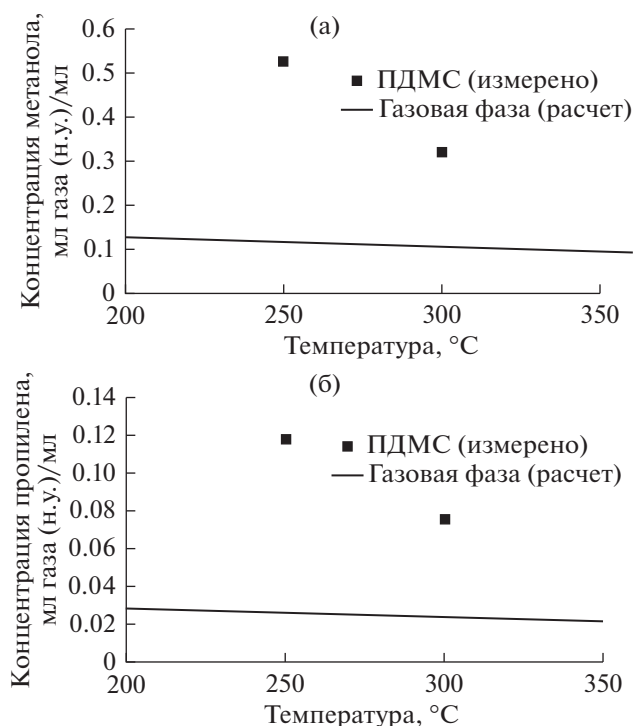 (а)
Концентрация метанола,
мл газа (н.у.)/мл
0.6
0.5
0.4
0.3
0.2
0.1
0
ПДМС (измерено)
Газовая фаза (расчет)
200
250
300
350
Температура, °C
(б)
Концентрация пропилена,
мл газа (н.у.)/мл
0.14
0.12
0.10
0.08
0.06
0.04
0.02
0
ПДМС (измерено)
Газовая фаза (расчет)
200
250
300
350
Температура, °C